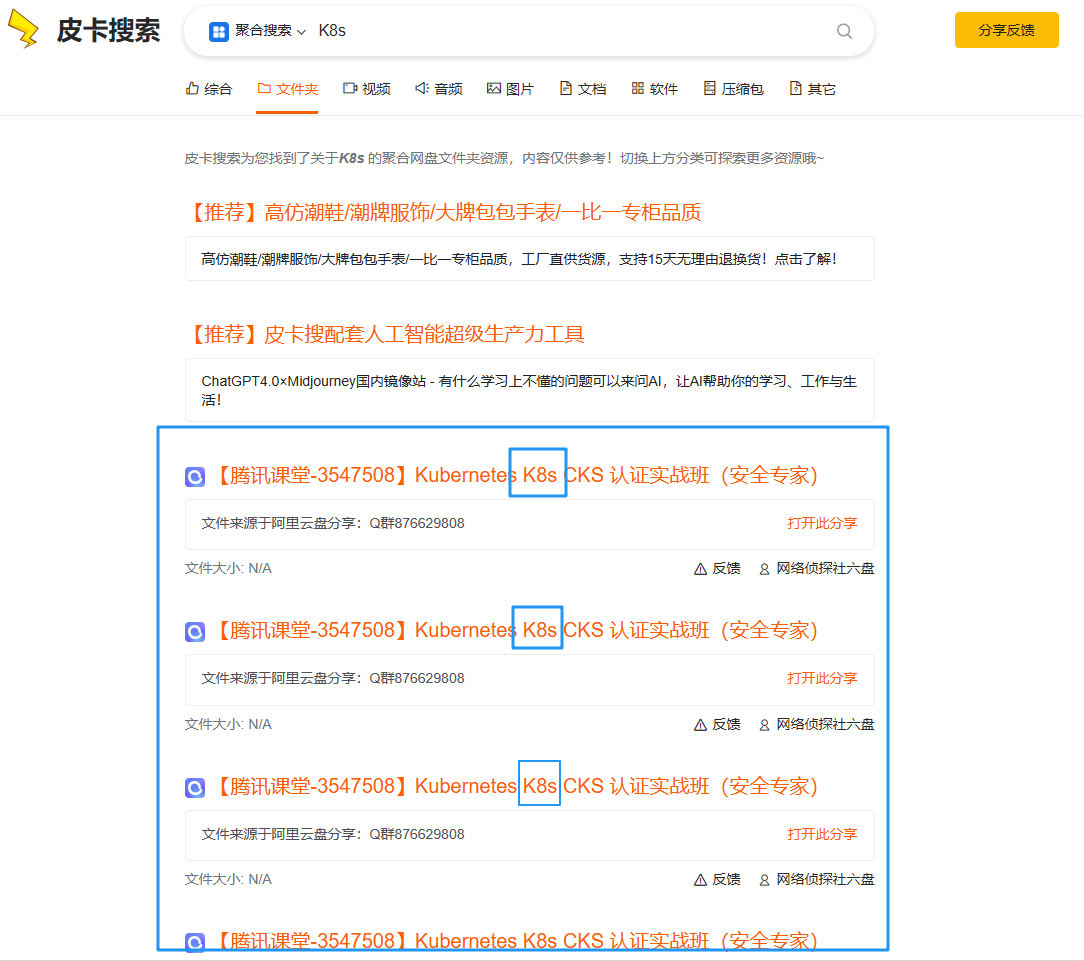 皮卡搜索
聚合搜索 K8s
分享反馈
综合 文件夹 视频 音频 图片 文档 软件 压缩包 其它
皮卡搜索为您找到了关于K8s 的聚合网盘文件夹资源，内容仅供参考！切换上方分类可探索更多资源哦~
【推荐】高仿潮鞋/潮牌服饰/大牌包包手表/一比一专柜品质
高仿潮鞋/潮牌服饰/大牌包包手表/一比一专柜品质，工厂直供货源，支持15天无理由退换货！点击了解！
【推荐】皮卡搜配套人工智能超级生产力工具
ChatGPT4.0×Midjourney国内镜像站 - 有什么学习上不懂的问题可以来问AI，让AI帮助你的学习、工作与生
活！
【腾讯课堂-3547508】Kubernetes K8s CKS 认证实战班（安全专家）
文件来源于阿里云盘分享：Q群876629808 打开此分享
文件大小: N/A 反馈 网络侦探社六盘
【腾讯课堂-3547508】Kubernetes K8s CKS 认证实战班（安全专家）
文件来源于阿里云盘分享：Q群876629808 打开此分享
文件大小: N/A 反馈 网络侦探社六盘
【腾讯课堂-3547508】Kubernetes K8s CKS 认证实战班（安全专家）
文件来源于阿里云盘分享：Q群876629808 打开此分享
文件大小: N/A 反馈 网络侦探社六盘
【腾讯课堂-3547508】Kubernetes K8s CKS 认证实战班（安全专家）